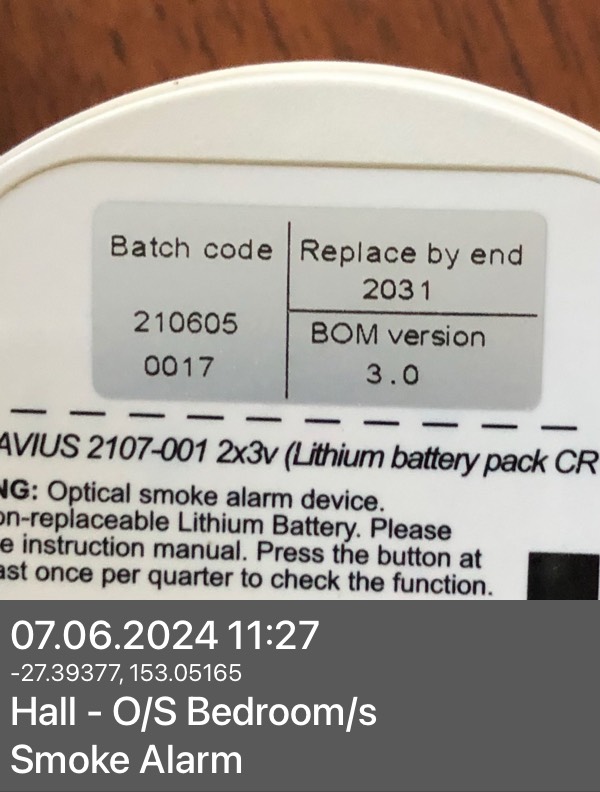 Batch code
210605
0017
Replace by end
2031
BOM version
3.0
AVIUS 2107-001 2x3v (Lithium battery pack CR
NG: Optical smoke alarm device.
on-replaceable Lithium Battery. Please
e instruction manual. Press the button at
ast once per quarter to check the function.
07.06.2024 11:27
-27.39377, 153.05165
Hall - O/S Bedroom/s
Smoke Alarm